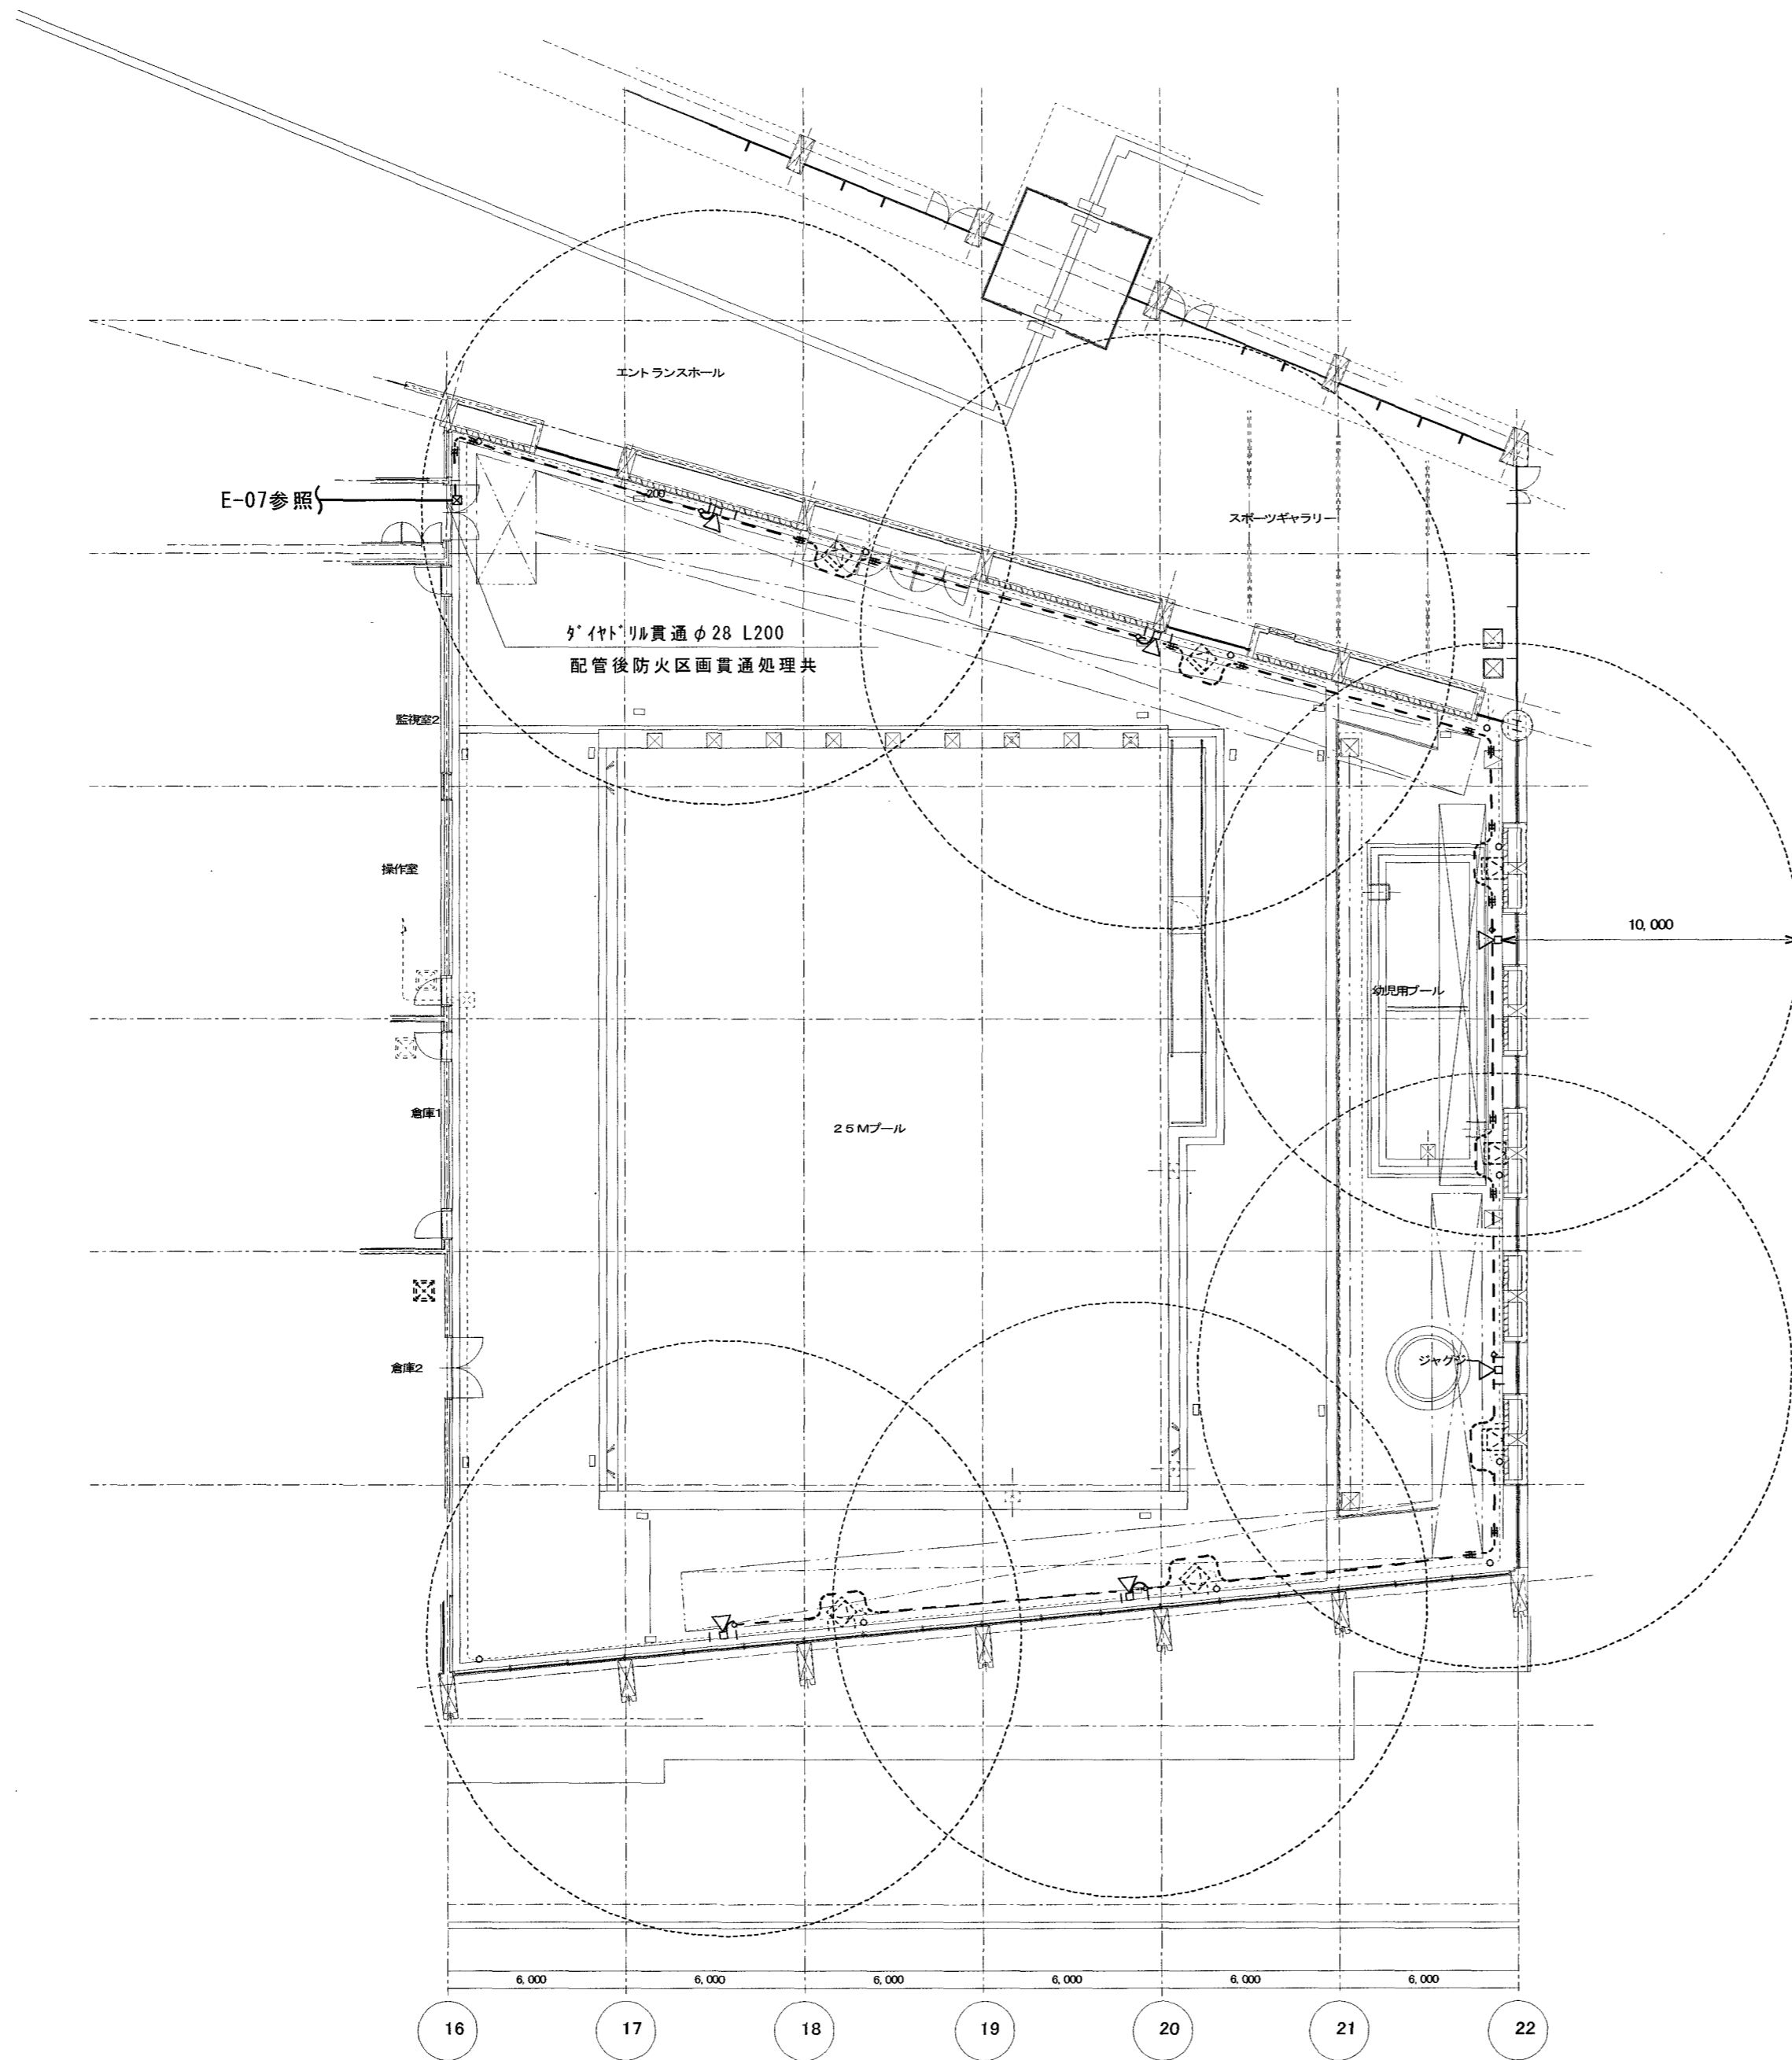 エントランスホール
E-07参照
200
スポーツギャラリー
ﾀﾞｲﾔﾄﾞﾘﾙ貫通φ28 L200
配管後防火区画貫通処理共
監視室2
操作室
10,000
幼児用プール
倉庫1
25Mプール
倉庫2
ジャグジー
6,000 6,000 6,000 6,000 6,000 6,000
16 17 18 19 20 21 22